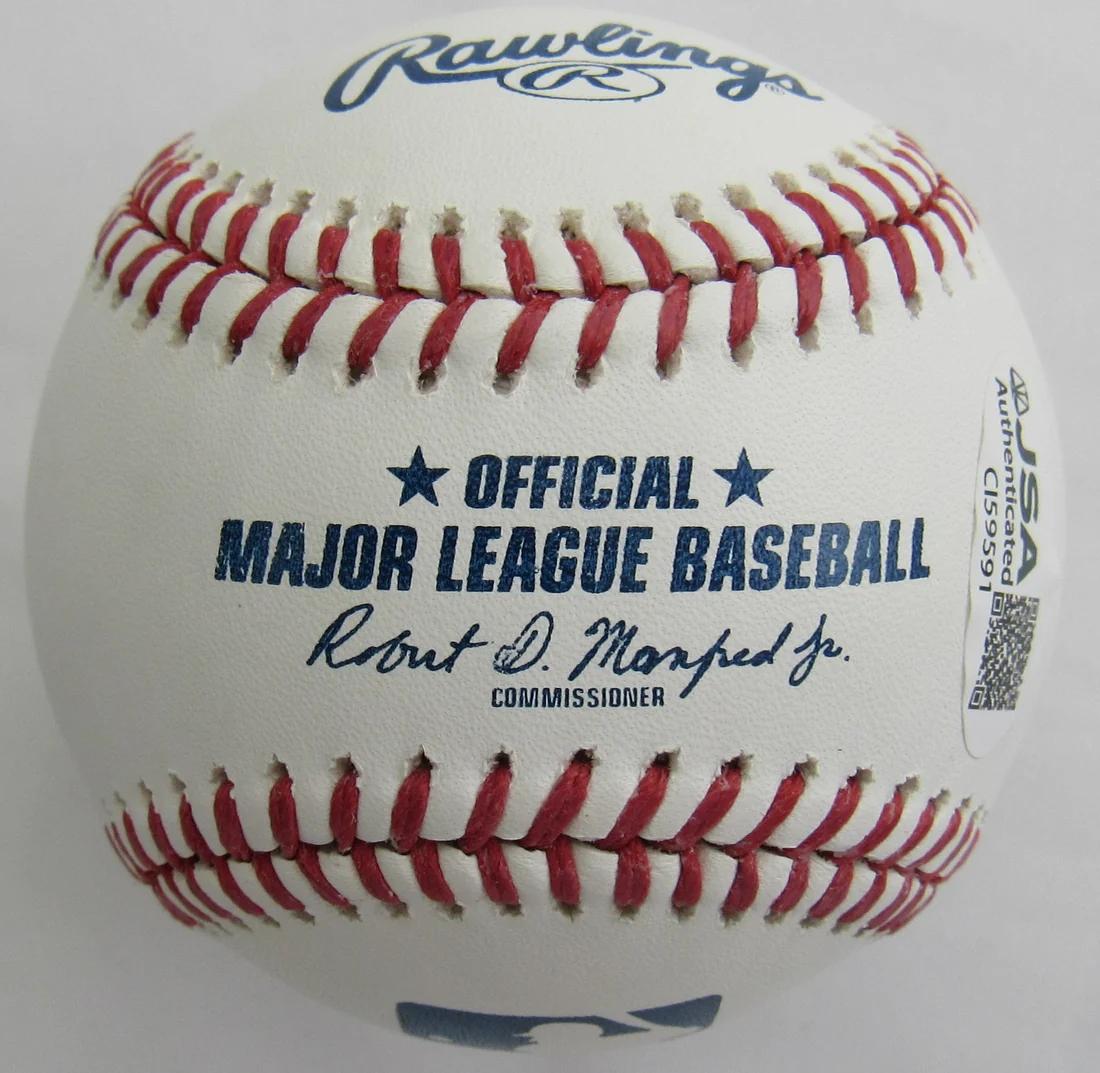 Rawlings
R
®
★ OFFICIAL ★
MAJOR LEAGUE BASEBALL
Robert D. Manfred Jr.
COMMISSIONER
JSA
Authenticated
CI59591